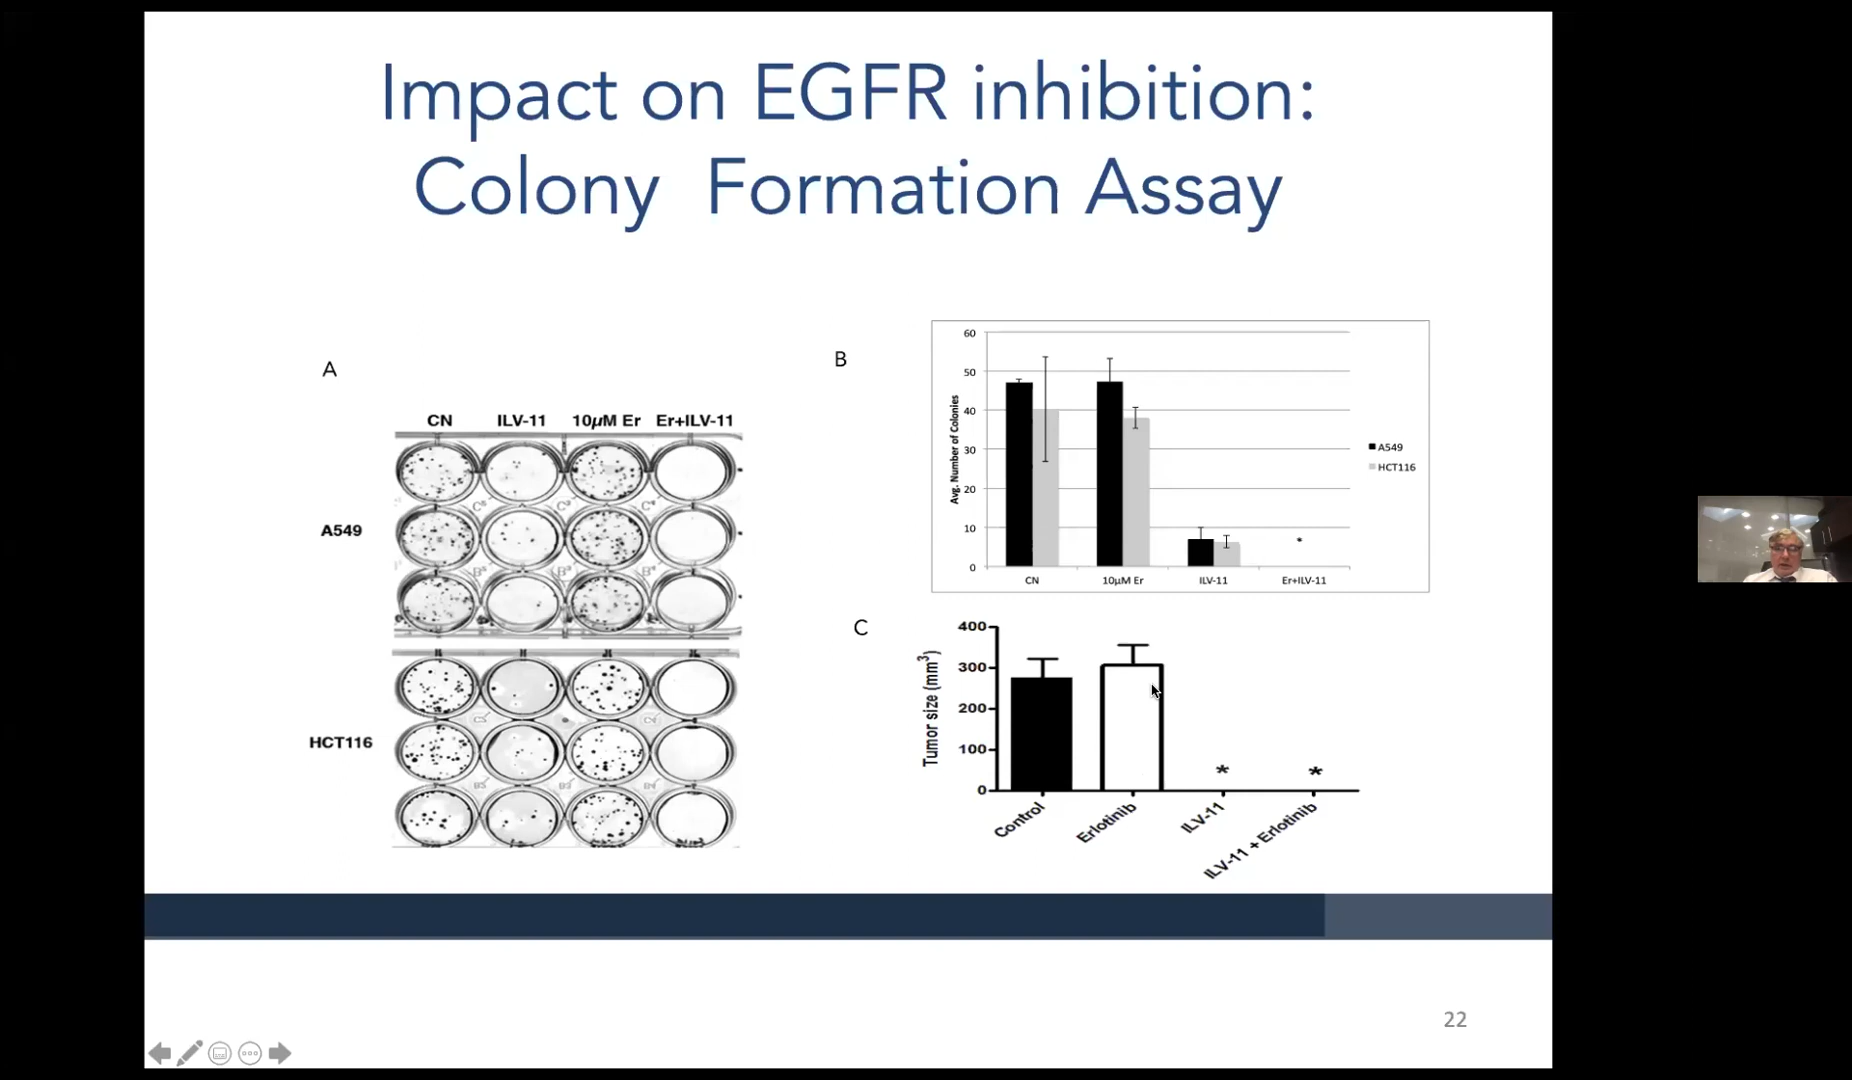 Impact on EGFR inhibition:
Colony Formation Assay
A
CN ILV-11 10µM Er Er+ILV-11
A549
HCT116
B
60
50
40
30
20
10
0
Avg. Number of Colonies
CN 10µM Er ILV-11 Er+ILV-11
*
A549
HCT116
C
400
300
200
100
0
Tumor size (mm³)
* *
Control
Erlotinib
ILV-11
ILV-11 + Erlotinib
22